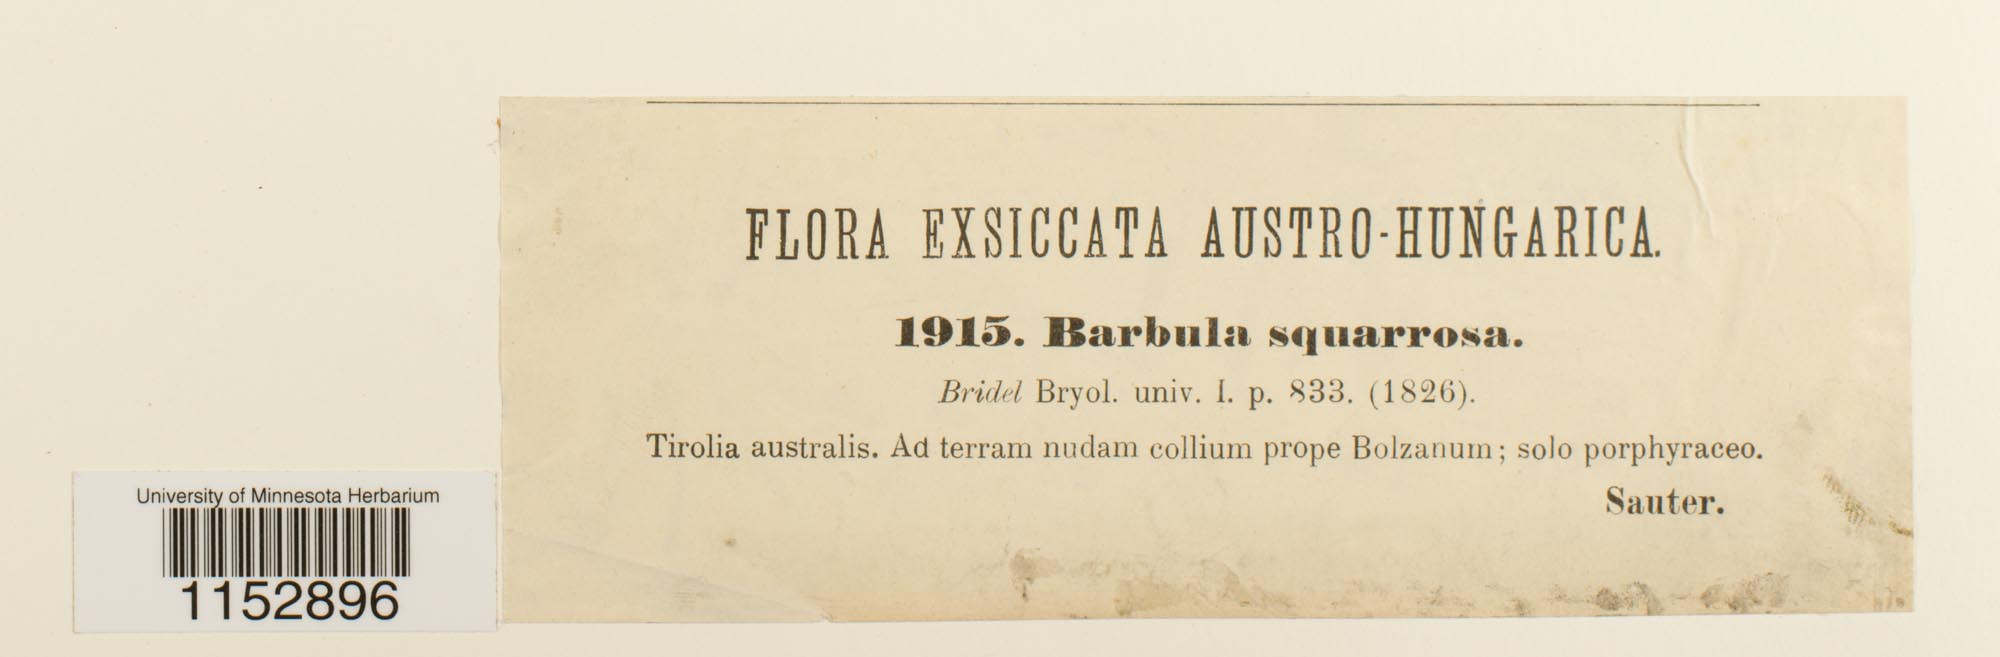 FLORA EXSICCATA AUSTRO-HUNGARICA.
1915. Barbula squarrosa.
Bridel Bryol. univ. I. p. 833. (1826).
Tirolia australis. Ad terram nudam collium prope Bolzanum; solo porphyraceo.
Sauter.
University of Minnesota Herbarium
1152896